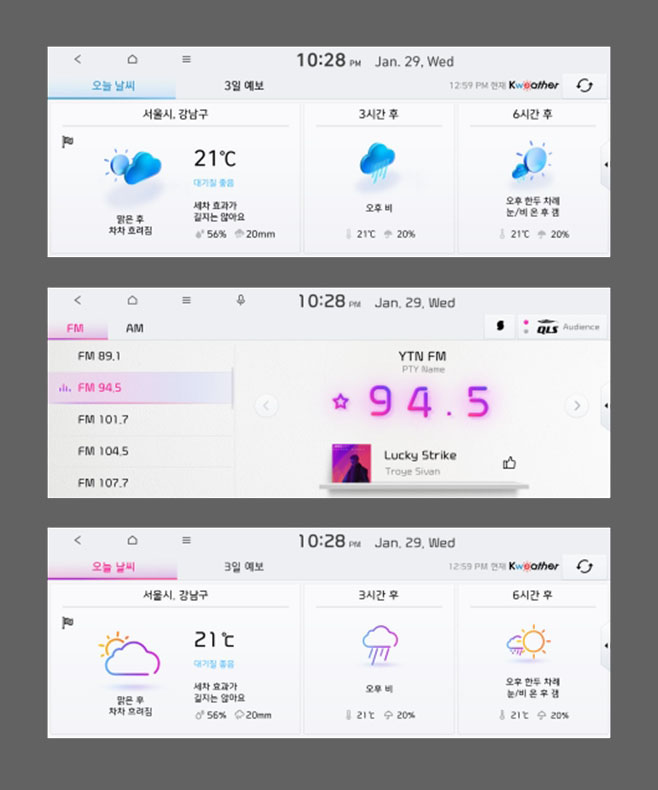 10:28 PM Jan. 29, Wed
오늘 날씨 3일 예보 12:59 PM 현재 Kweather
서울시, 강남구
21℃
대기질 좋음
세차 효과가
길지는 않아요
맑은 후
차차 흐려짐
56% 20mm
3시간 후
오후 비
21℃ 20%
6시간 후
오후 한두 차례
눈/비 온 후 갬
21℃ 20%
10:28 PM Jan. 29, Wed
FM AM QLS Audience
FM 89.1
FM 94.5
FM 101.7
FM 104.5
FM 107.7
YTN FM
PTY Name
94.5
Lucky Strike
Troye Sivan
10:28 PM Jan. 29, Wed
오늘 날씨 3일 예보 12:59 PM 현재 Kweather
서울시, 강남구
21℃
대기질 좋음
세차 효과가
길지는 않아요
맑은 후
차차 흐려짐
56% 20mm
3시간 후
오후 비
21℃ 20%
6시간 후
오후 한두 차례
눈/비 온 후 갬
21℃ 20%